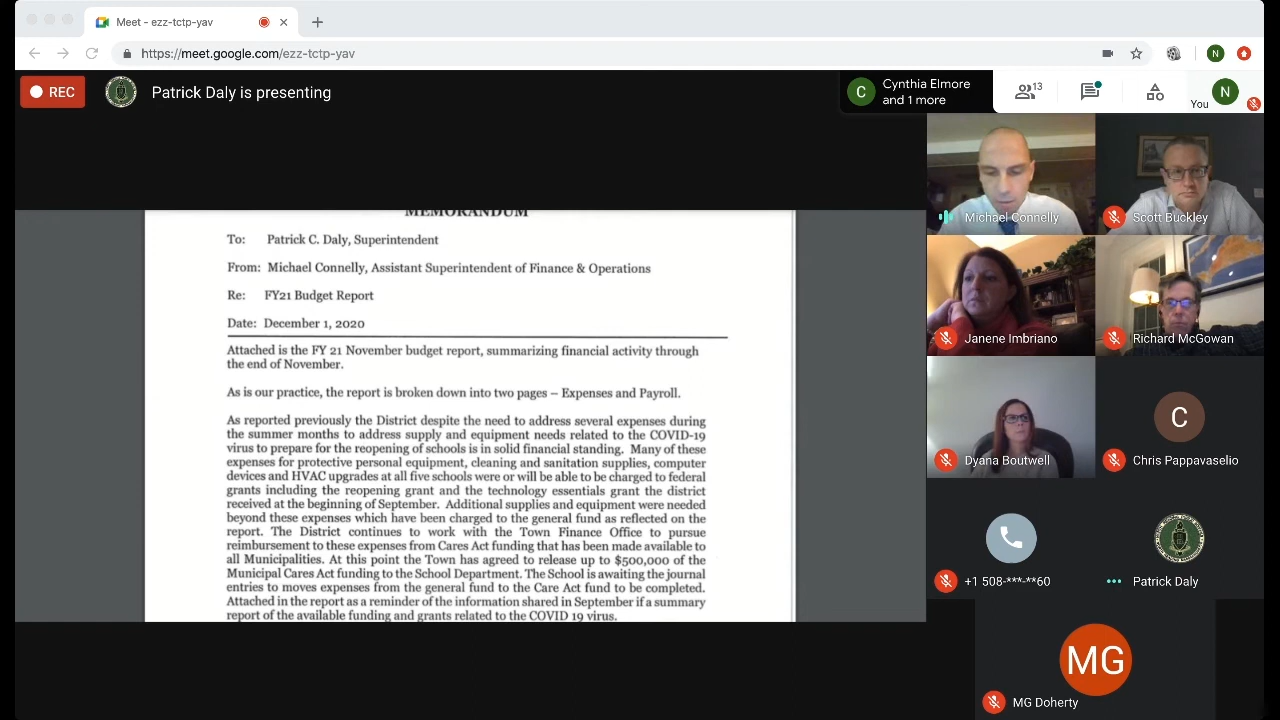 Meet - ezz-tctp-yav
https://meet.google.com/ezz-tctp-yav
N
REC
Patrick Daly is presenting
C
Cynthia Elmore
and 1 more
13
You
N
MEMORANDUM
To: Patrick C. Daly, Superintendent
From: Michael Connelly, Assistant Superintendent of Finance & Operations
Re: FY21 Budget Report
Date: December 1, 2020
Attached is the FY 21 November budget report, summarizing financial activity through
the end of November.
As is our practice, the report is broken down into two pages – Expenses and Payroll.
As reported previously the District despite the need to address several expenses during
the summer months to address supply and equipment needs related to the COVID-19
virus to prepare for the reopening of schools is in solid financial standing. Many of these
expenses for protective personal equipment, cleaning and sanitation supplies, computer
devices and HVAC upgrades at all five schools were or will be able to be charged to federal
grants including the reopening grant and the technology essentials grant the district
received at the beginning of September. Additional supplies and equipment were needed
beyond these expenses which have been charged to the general fund as reflected on the
report. The District continues to work with the Town Finance Office to pursue
reimbursement to these expenses from Cares Act funding that has been made available to
all Municipalities. At this point the Town has agreed to release up to $500,000 of the
Municipal Cares Act funding to the School Department. The School is awaiting the journal
entries to moves expenses from the general fund to the Care Act fund to be completed.
Attached in the report as a reminder of the information shared in September if a summary
report of the available funding and grants related to the COVID 19 virus.
Michael Connelly
Scott Buckley
Janene Imbriano
Richard McGowan
Dyana Boutwell
C
Chris Pappavaselio
+1 508-***-**60
Patrick Daly
MG
MG Doherty